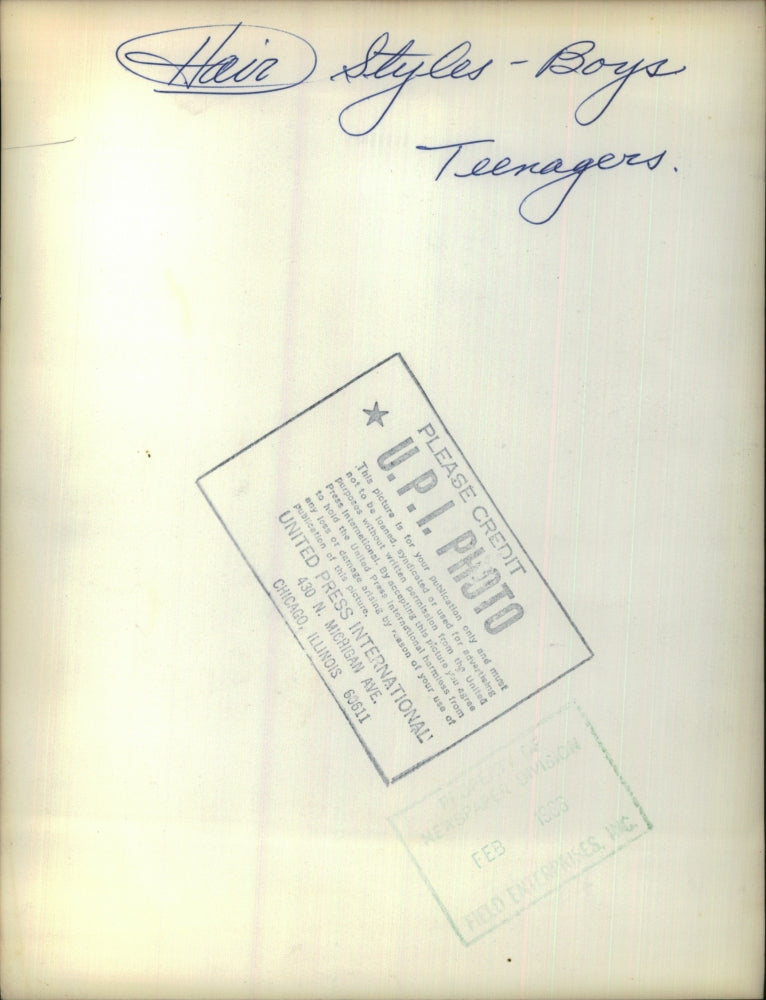 Hair Styles - Boys
Teenagers.
PLEASE CREDIT
U.P.I. PHOTO
This picture is for your publication only and must
not to be loaned, syndicated or used for advertising
purposes without written permission from the United
Press International. By accepting this picture you agree
to hold the United Press International harmless from
any loss or damage arising by reason of your use of
publication of this picture.
UNITED PRESS INTERNATIONAL
430 N. MICHIGAN AVE.
CHICAGO, ILLINOIS 60611
PROPERTY OF
NEWSPAPER DIVISION
FEB
FIELD ENTERPRISES, INC.